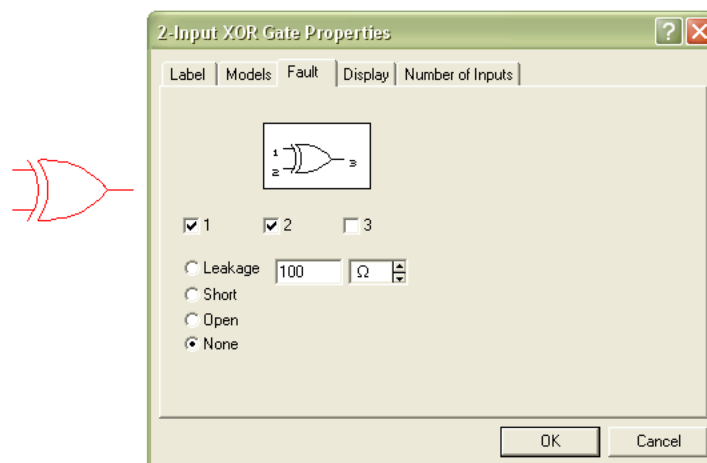 2-Input XOR Gate Properties
Label Models Fault Display Number of Inputs
1
2
3
1 2 3
Leakage 100 Ω
Short
Open
None
OK Cancel